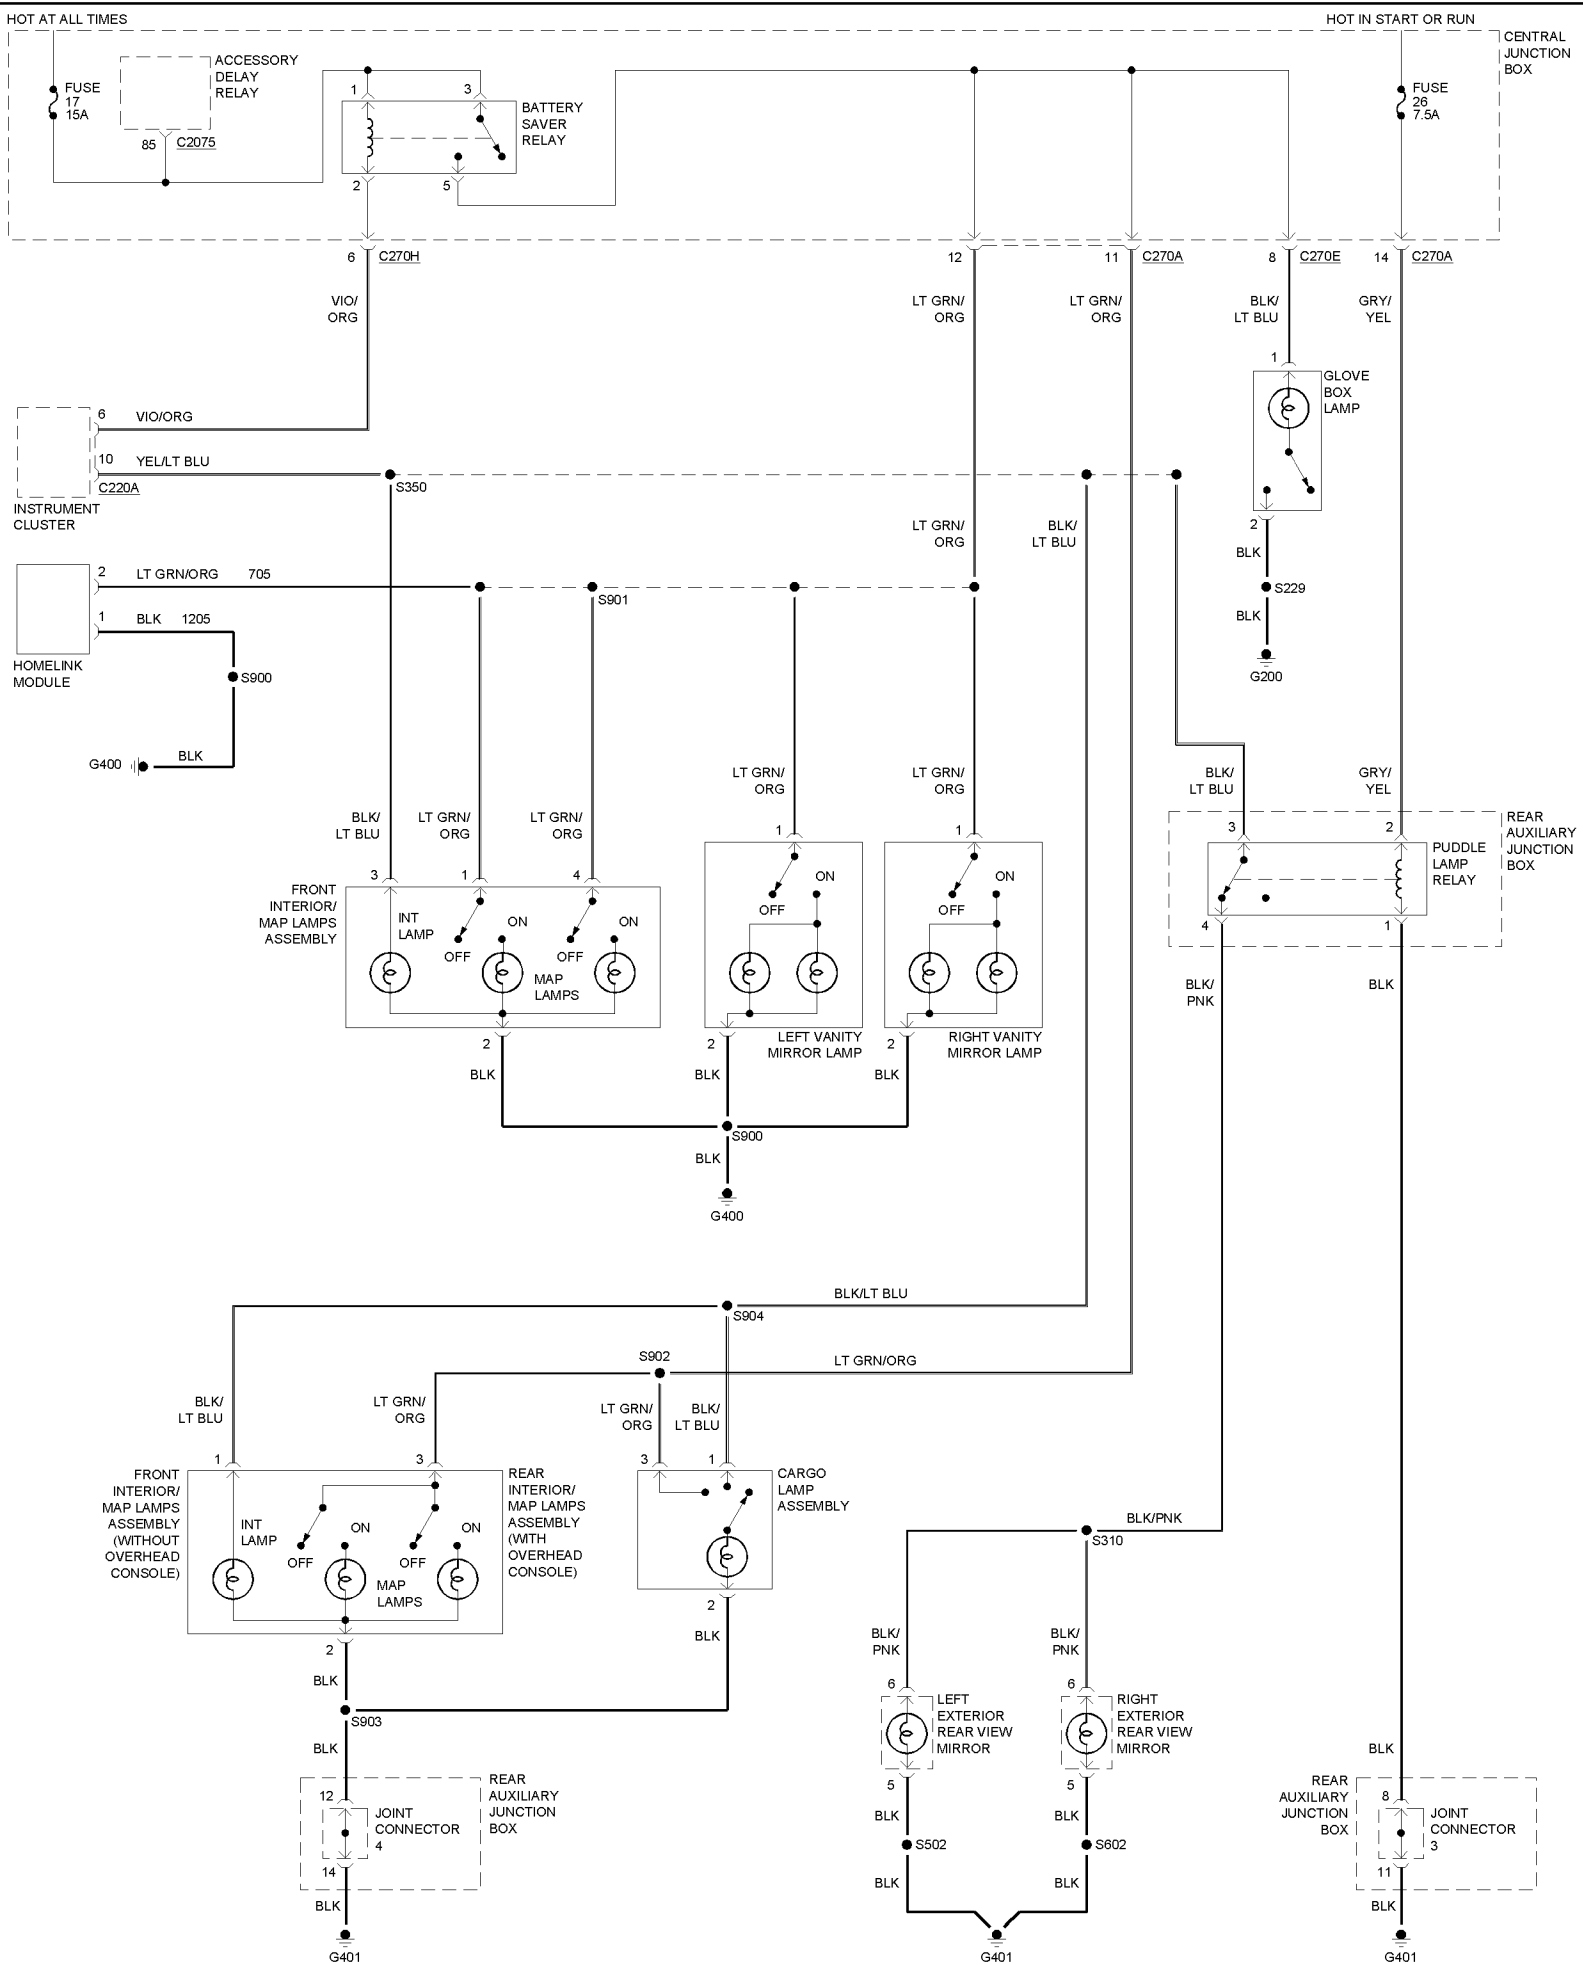 HOT AT ALL TIMES
HOT IN START OR RUN
CENTRAL
JUNCTION
BOX
FUSE
17
15A
ACCESSORY
DELAY
RELAY
85
C2075
1
3
BATTERY
SAVER
RELAY
2
5
FUSE
26
7.5A
6
C270H
12
11
C270A
8
C270E
14
C270A
VIO/
ORG
LT GRN/
ORG
LT GRN/
ORG
BLK/
LT BLU
GRY/
YEL
1
GLOVE
BOX
LAMP
2
BLK
S229
BLK
G200
6
VIO/ORG
10
YEL/LT BLU
C220A
INSTRUMENT
CLUSTER
S350
LT GRN/
ORG
BLK/
LT BLU
2
LT GRN/ORG 705
1
BLK 1205
HOMELINK
MODULE
S900
G400
BLK
S901
LT GRN/
ORG
LT GRN/
ORG
BLK/
LT BLU
GRY/
YEL
BLK/
LT BLU
LT GRN/
ORG
LT GRN/
ORG
REAR
AUXILIARY
JUNCTION
BOX
3
2
PUDDLE
LAMP
RELAY
4
1
BLK/
PNK
BLK
FRONT
INTERIOR/
MAP LAMPS
ASSEMBLY
3
1
4
INT
LAMP
ON
OFF
ON
OFF
MAP
LAMPS
2
BLK
1
ON
OFF
2
LEFT VANITY
MIRROR LAMP
BLK
1
ON
OFF
2
RIGHT VANITY
MIRROR LAMP
BLK
S900
BLK
G400
BLK/LT BLU
S904
S902
LT GRN/ORG
BLK/
LT BLU
LT GRN/
ORG
LT GRN/
ORG
BLK/
LT BLU
1
3
FRONT
INTERIOR/
MAP LAMPS
ASSEMBLY
(WITHOUT
OVERHEAD
CONSOLE)
INT
LAMP
ON
OFF
ON
OFF
MAP
LAMPS
REAR
INTERIOR/
MAP LAMPS
ASSEMBLY
(WITH
OVERHEAD
CONSOLE)
2
BLK
3
1
CARGO
LAMP
ASSEMBLY
2
BLK
S903
BLK
REAR
AUXILIARY
JUNCTION
BOX
12
JOINT
CONNECTOR
4
14
BLK
G401
BLK/PNK
S310
BLK/
PNK
BLK/
PNK
6
LEFT
EXTERIOR
REAR VIEW
MIRROR
5
BLK
S502
BLK
6
RIGHT
EXTERIOR
REAR VIEW
MIRROR
5
BLK
S602
BLK
G401
BLK
REAR
AUXILIARY
JUNCTION
BOX
8
JOINT
CONNECTOR
3
11
BLK
G401